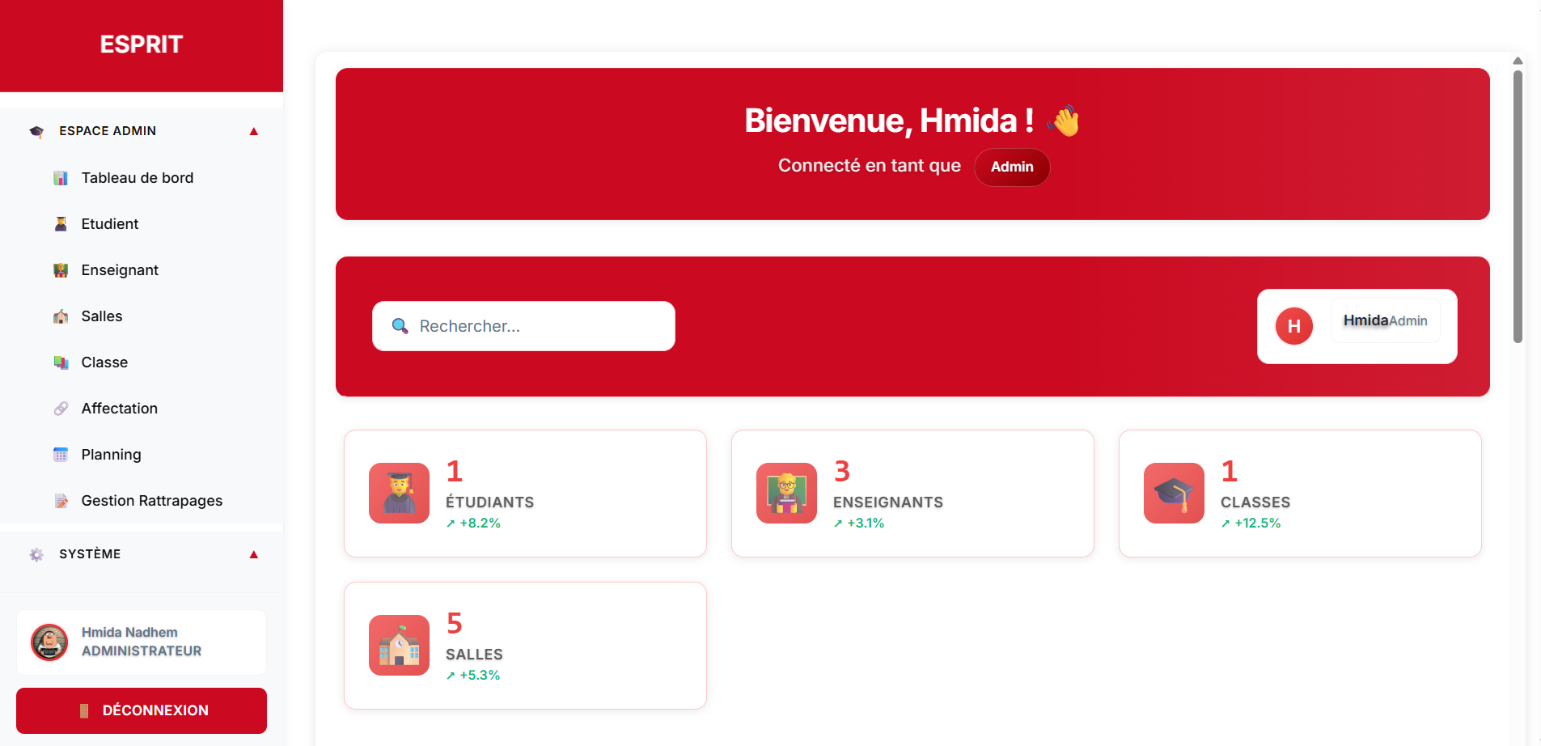 ESPRIT
ESPACE ADMIN
Tableau de bord
Etudient
Enseignant
Salles
Classe
Affectation
Planning
Gestion Rattrapages
SYSTÈME
Hmida Nadhem
ADMINISTRATEUR
DÉCONNEXION
Bienvenue, Hmida ! 👋
Connecté en tant que Admin
Rechercher...
H
HmidaAdmin
1
ÉTUDIANTS
↗ +8.2%
3
ENSEIGNANTS
↗ +3.1%
1
CLASSES
↗ +12.5%
5
SALLES
↗ +5.3%